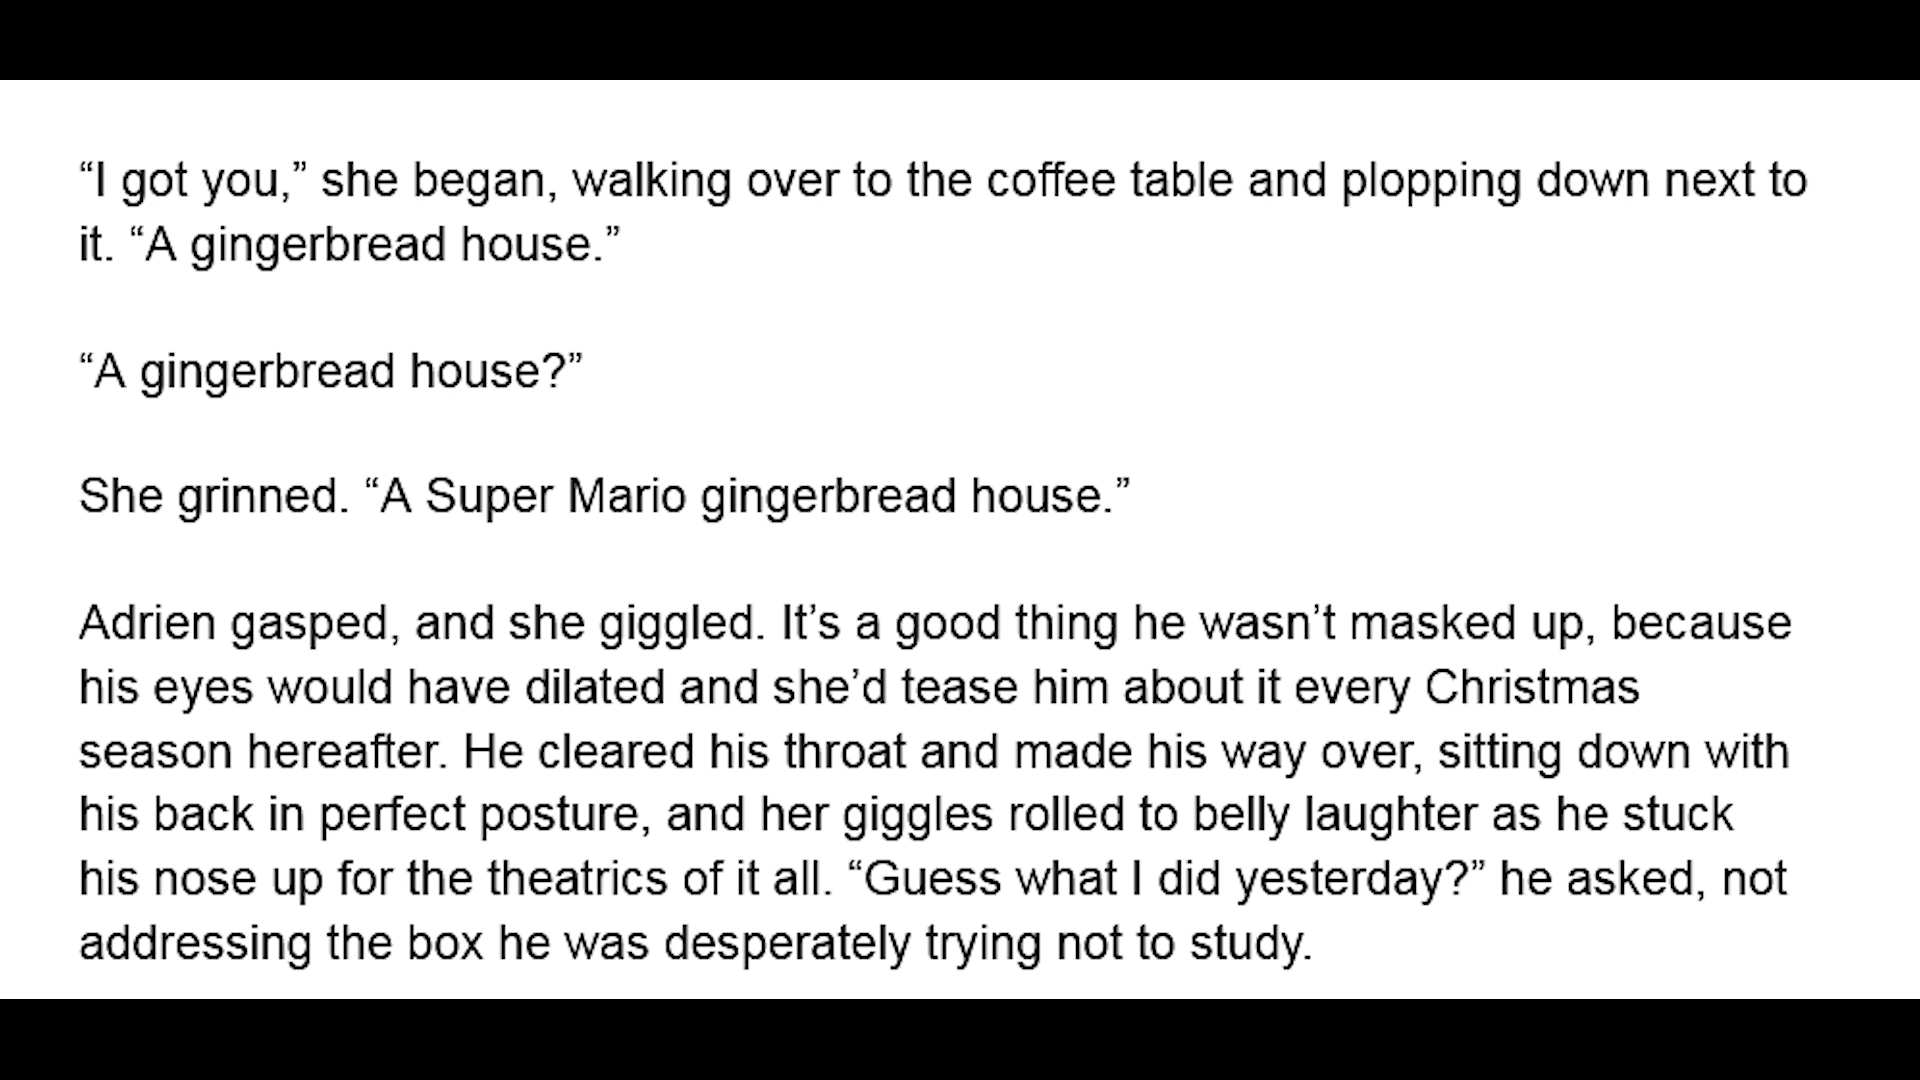 “I got you,” she began, walking over to the coffee table and plopping down next to
it. “A gingerbread house.”
“A gingerbread house?”
She grinned. “A Super Mario gingerbread house.”
Adrien gasped, and she giggled. It’s a good thing he wasn’t masked up, because
his eyes would have dilated and she’d tease him about it every Christmas
season hereafter. He cleared his throat and made his way over, sitting down with
his back in perfect posture, and her giggles rolled to belly laughter as he stuck
his nose up for the theatrics of it all. “Guess what I did yesterday?” he asked, not
addressing the box he was desperately trying not to study.